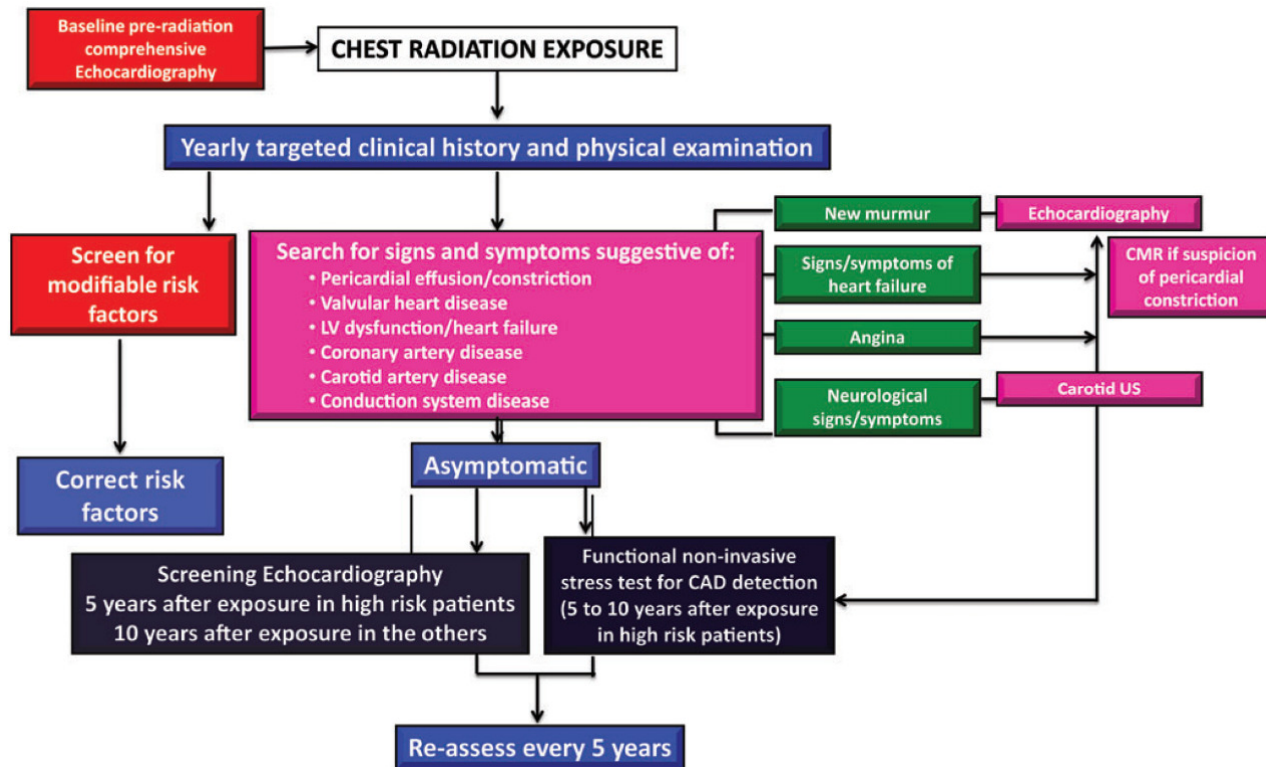 Baseline pre-radiation
comprehensive
Echocardiography
CHEST RADIATION EXPOSURE
Yearly targeted clinical history and physical examination
Screen for
modifiable risk
factors
Correct risk
factors
Search for signs and symptoms suggestive of:
• Pericardial effusion/constriction
• Valvular heart disease
• LV dysfunction/heart failure
• Coronary artery disease
• Carotid artery disease
• Conduction system disease
New murmur
Echocardiography
Signs/symptoms of
heart failure
CMR if suspicion
of pericardial
constriction
Angina
Neurological
signs/symptoms
Carotid US
Asymptomatic
Screening Echocardiography
5 years after exposure in high risk patients
10 years after exposure in the others
Functional non-invasive
stress test for CAD detection
(5 to 10 years after exposure
in high risk patients)
Re-assess every 5 years